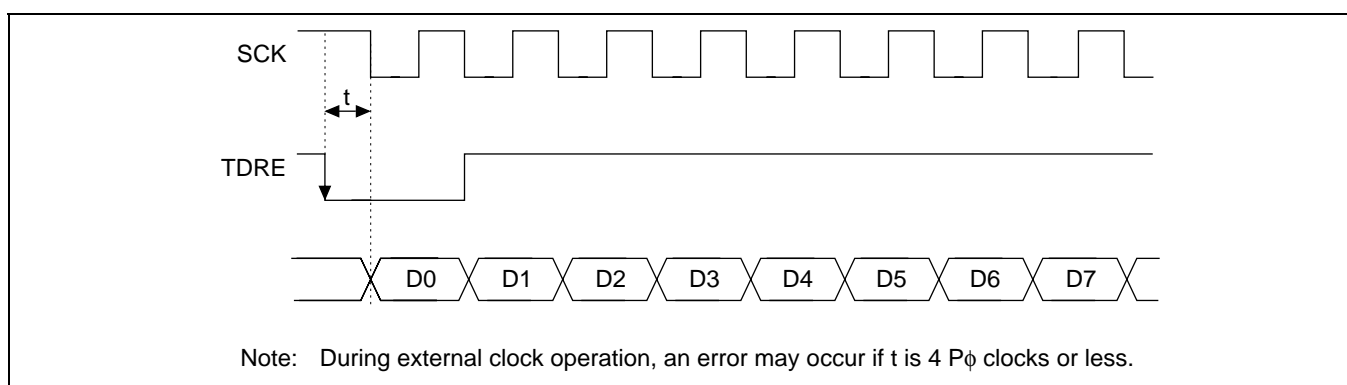 SCK
t
TDRE
D0 D1 D2 D3 D4 D5 D6 D7
Note: During external clock operation, an error may occur if t is 4 Pϕ clocks or less.